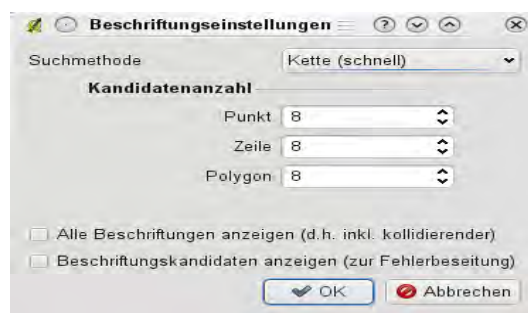 Beschriftungseinstellungen
Suchmethode Kette (schnell)
Kandidatenanzahl
Punkt 8
Zeile 8
Polygon 8
Alle Beschriftungen anzeigen (d.h. inkl. kollidierender)
Beschriftungskandidaten anzeigen (zur Fehlerbeseitung)
OK Abbrechen